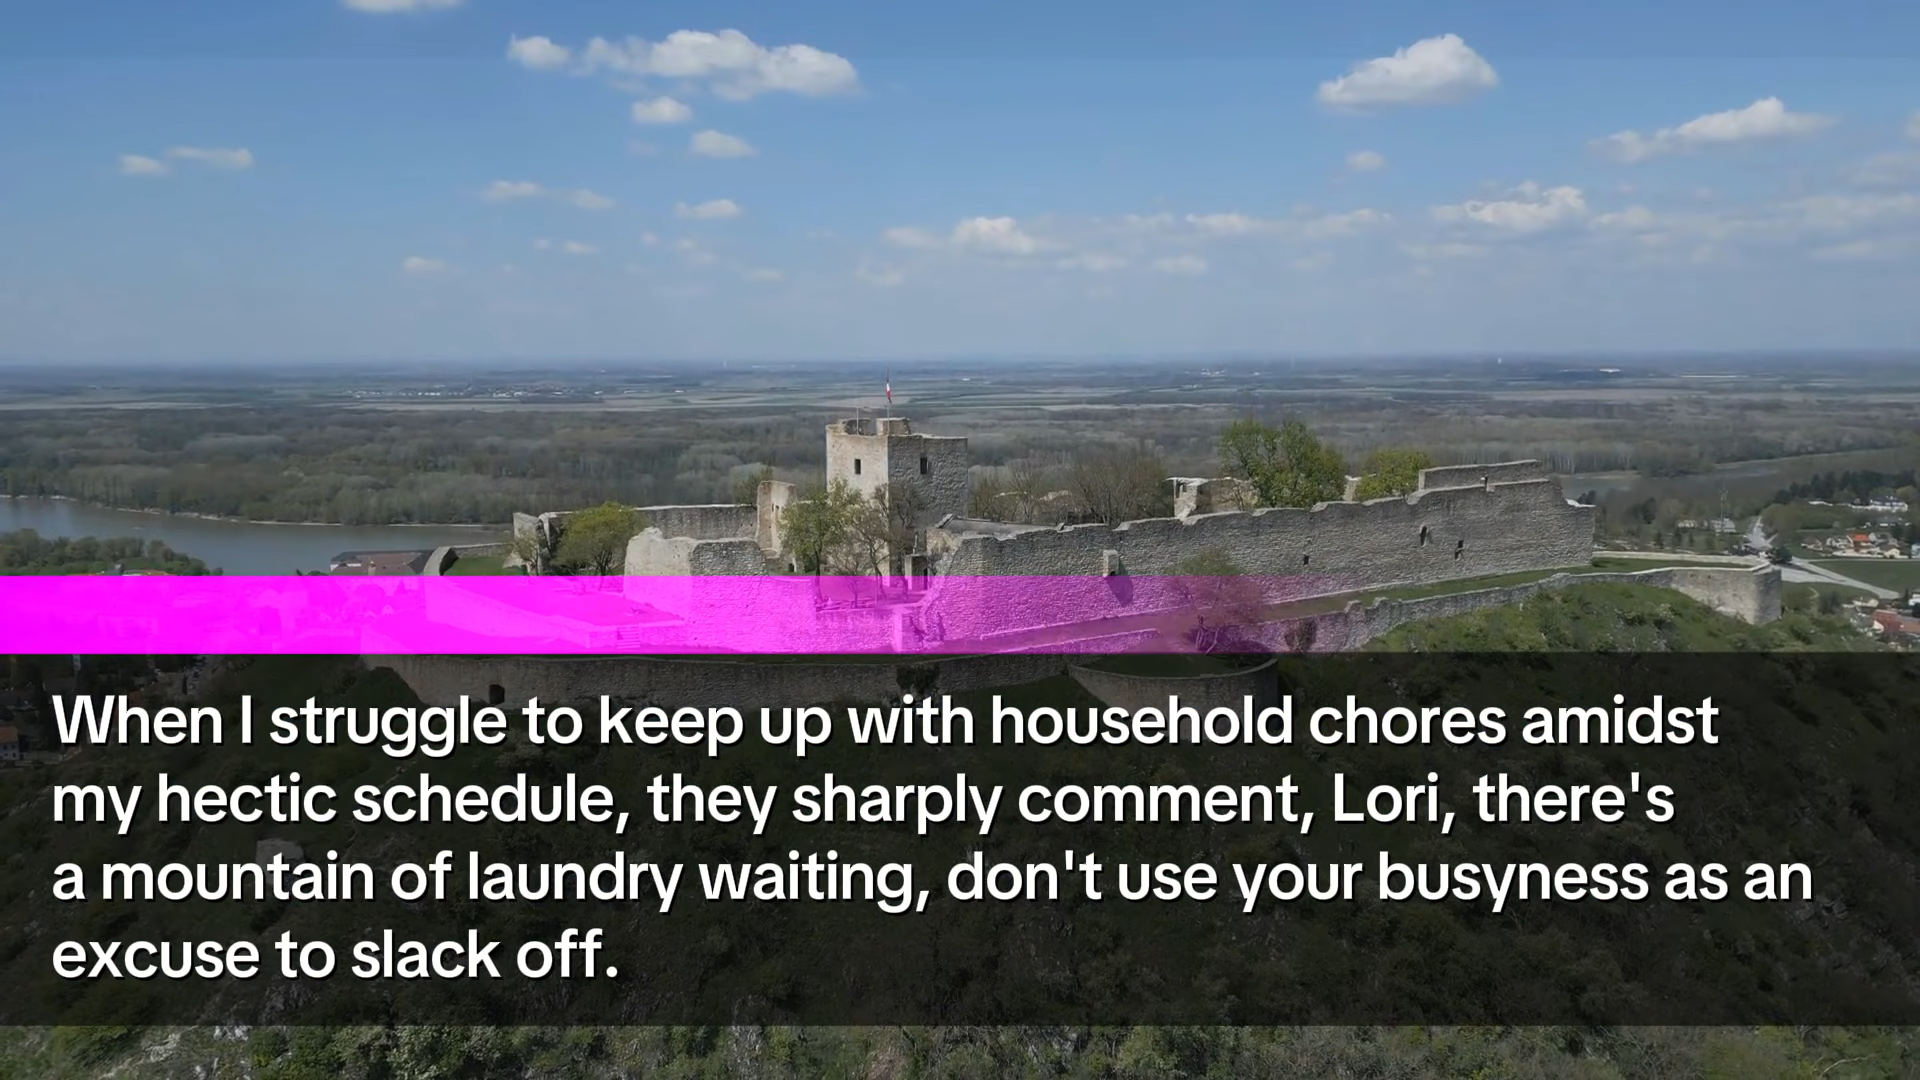 When I struggle to keep up with household chores amidst
my hectic schedule, they sharply comment, Lori, there's
a mountain of laundry waiting, don't use your busyness as an
excuse to slack off.